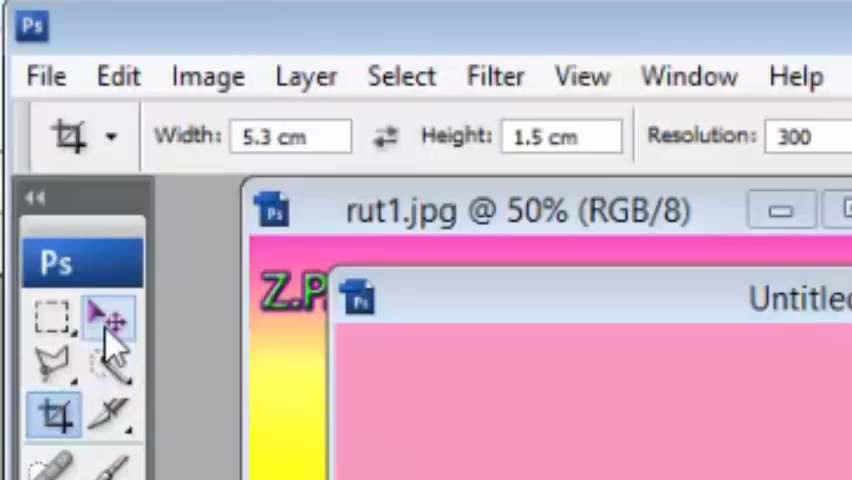 Ps
File Edit Image Layer Select Filter View Window Help
Width: 5.3 cm Height: 1.5 cm Resolution: 300
rut1.jpg @ 50% (RGB/8)
Ps
Z.P